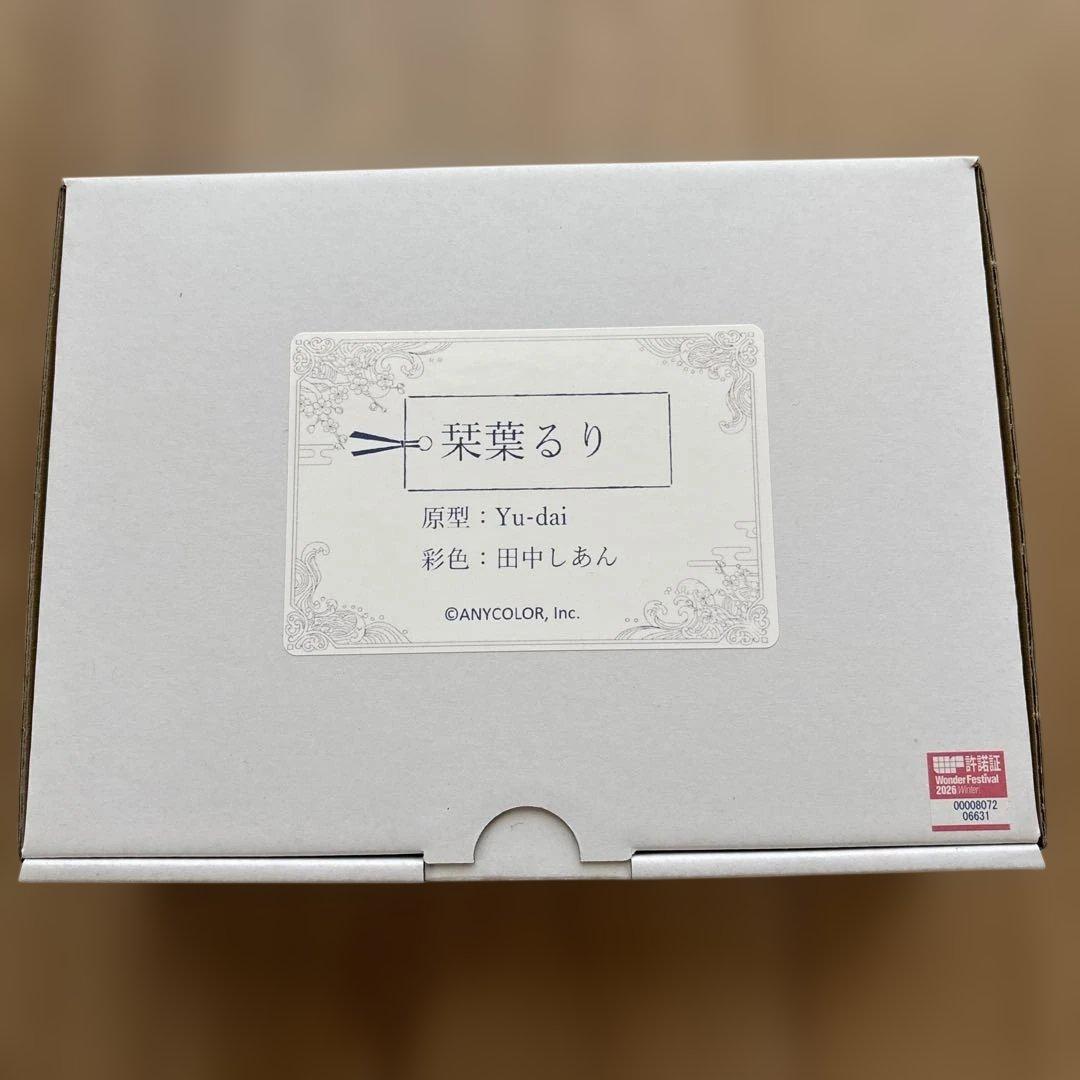 栞葉るり
原型：Yu-dai
彩色：田中しあん
©ANYCOLOR, Inc.
WF 許諾証
Wonder Festival
2026 Winter
00008072
06631